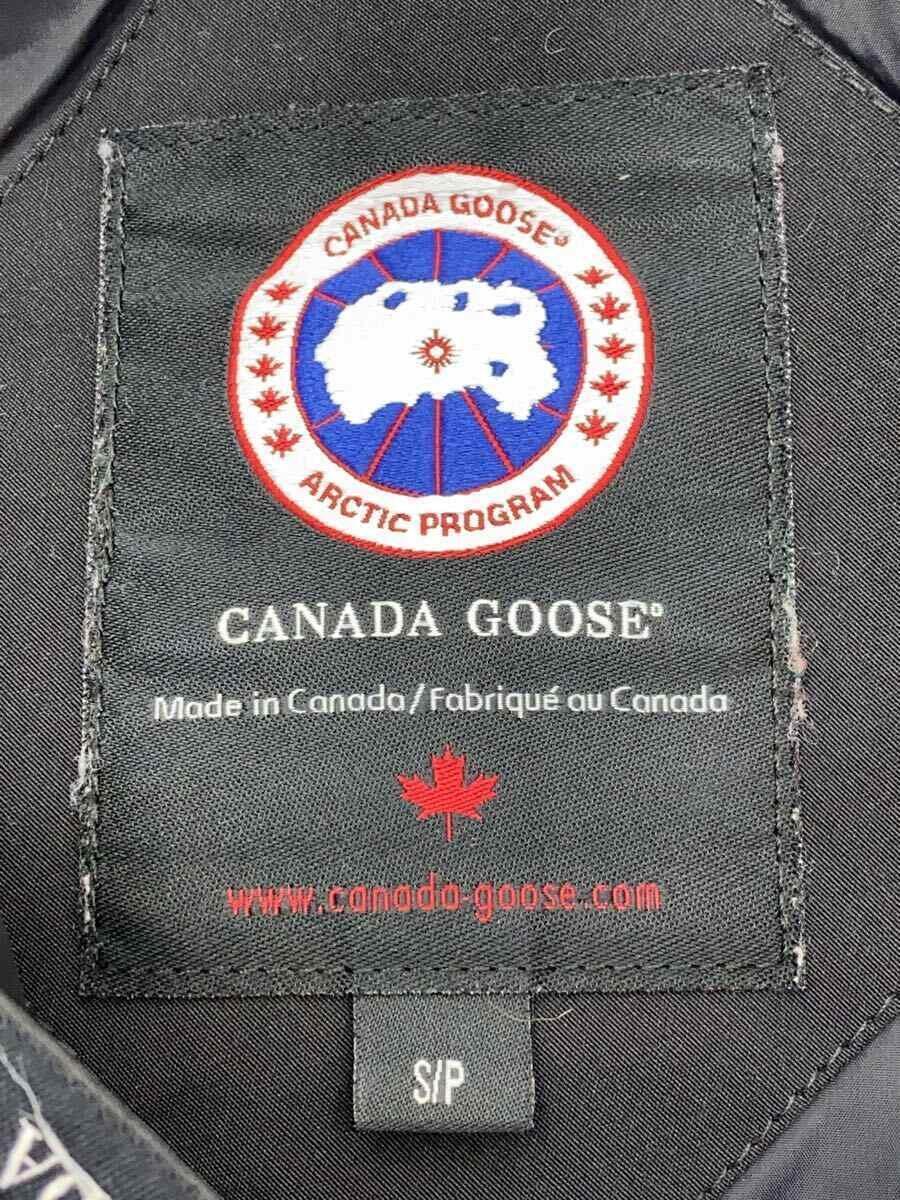 CANADA GOOSE®
ARCTIC PROGRAM
CANADA GOOSE®
Made in Canada/Fabriqué au Canada
www.canada-goose.com
S/P